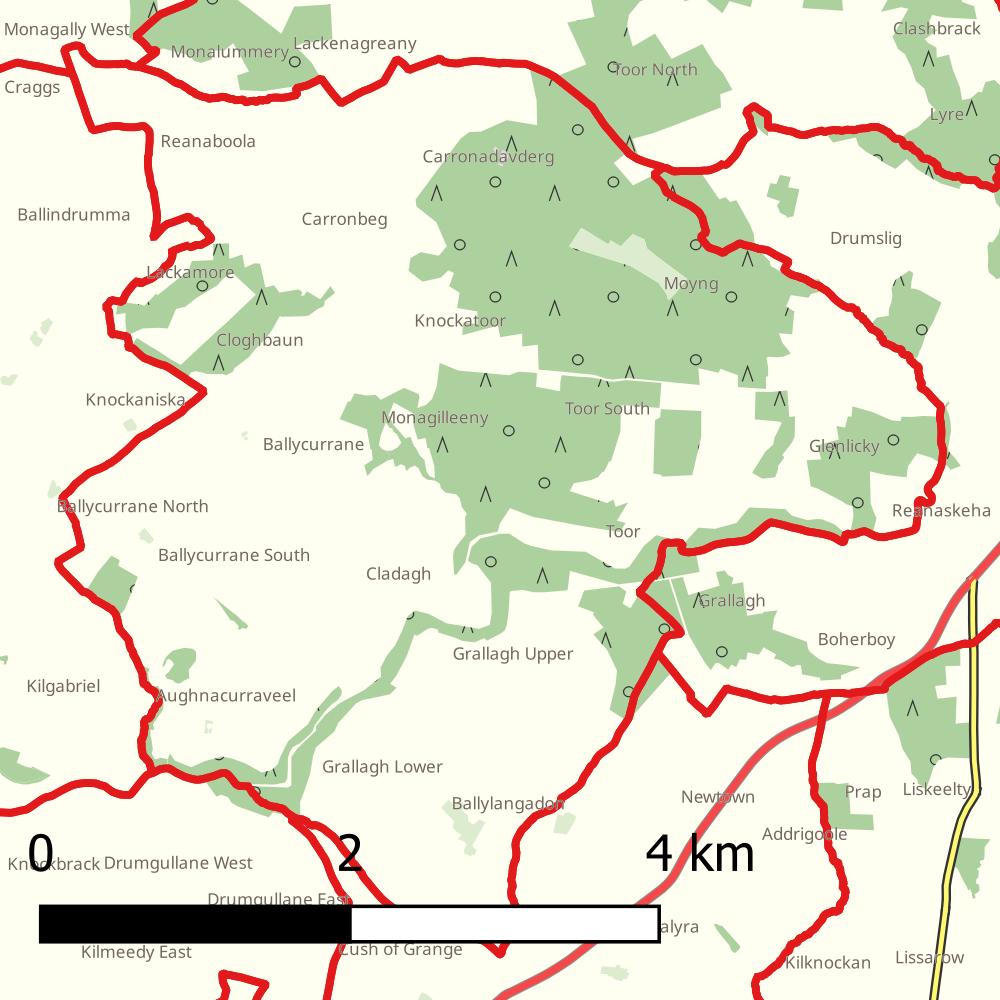 Monagally West
Monalummery
Lackenagreany
Clashbrack
Toor North
Craggs
Lyre
Reanaboola
Carronadavderg
Ballindrumma
Carronbeg
Drumslig
Lackamore
Moyng
Knockatoor
Cloghbaun
Knockaniska
Monagilleeny
Toor South
Ballycurrane
Glenlicky
Ballycurrane North
Reanaskeha
Toor
Ballycurrane South
Cladagh
Grallagh
Boherboy
Grallagh Upper
Kilgabriel
Aughnacurraveel
Grallagh Lower
Newtown
Prap
Liskeelty
Ballylangadon
Addrigoole
0 2 4 km
Knockbrack
Drumgullane West
Drumgullane East
alyra
Kilmeedy East
Lush of Grange
Kilknockan
Lissarow